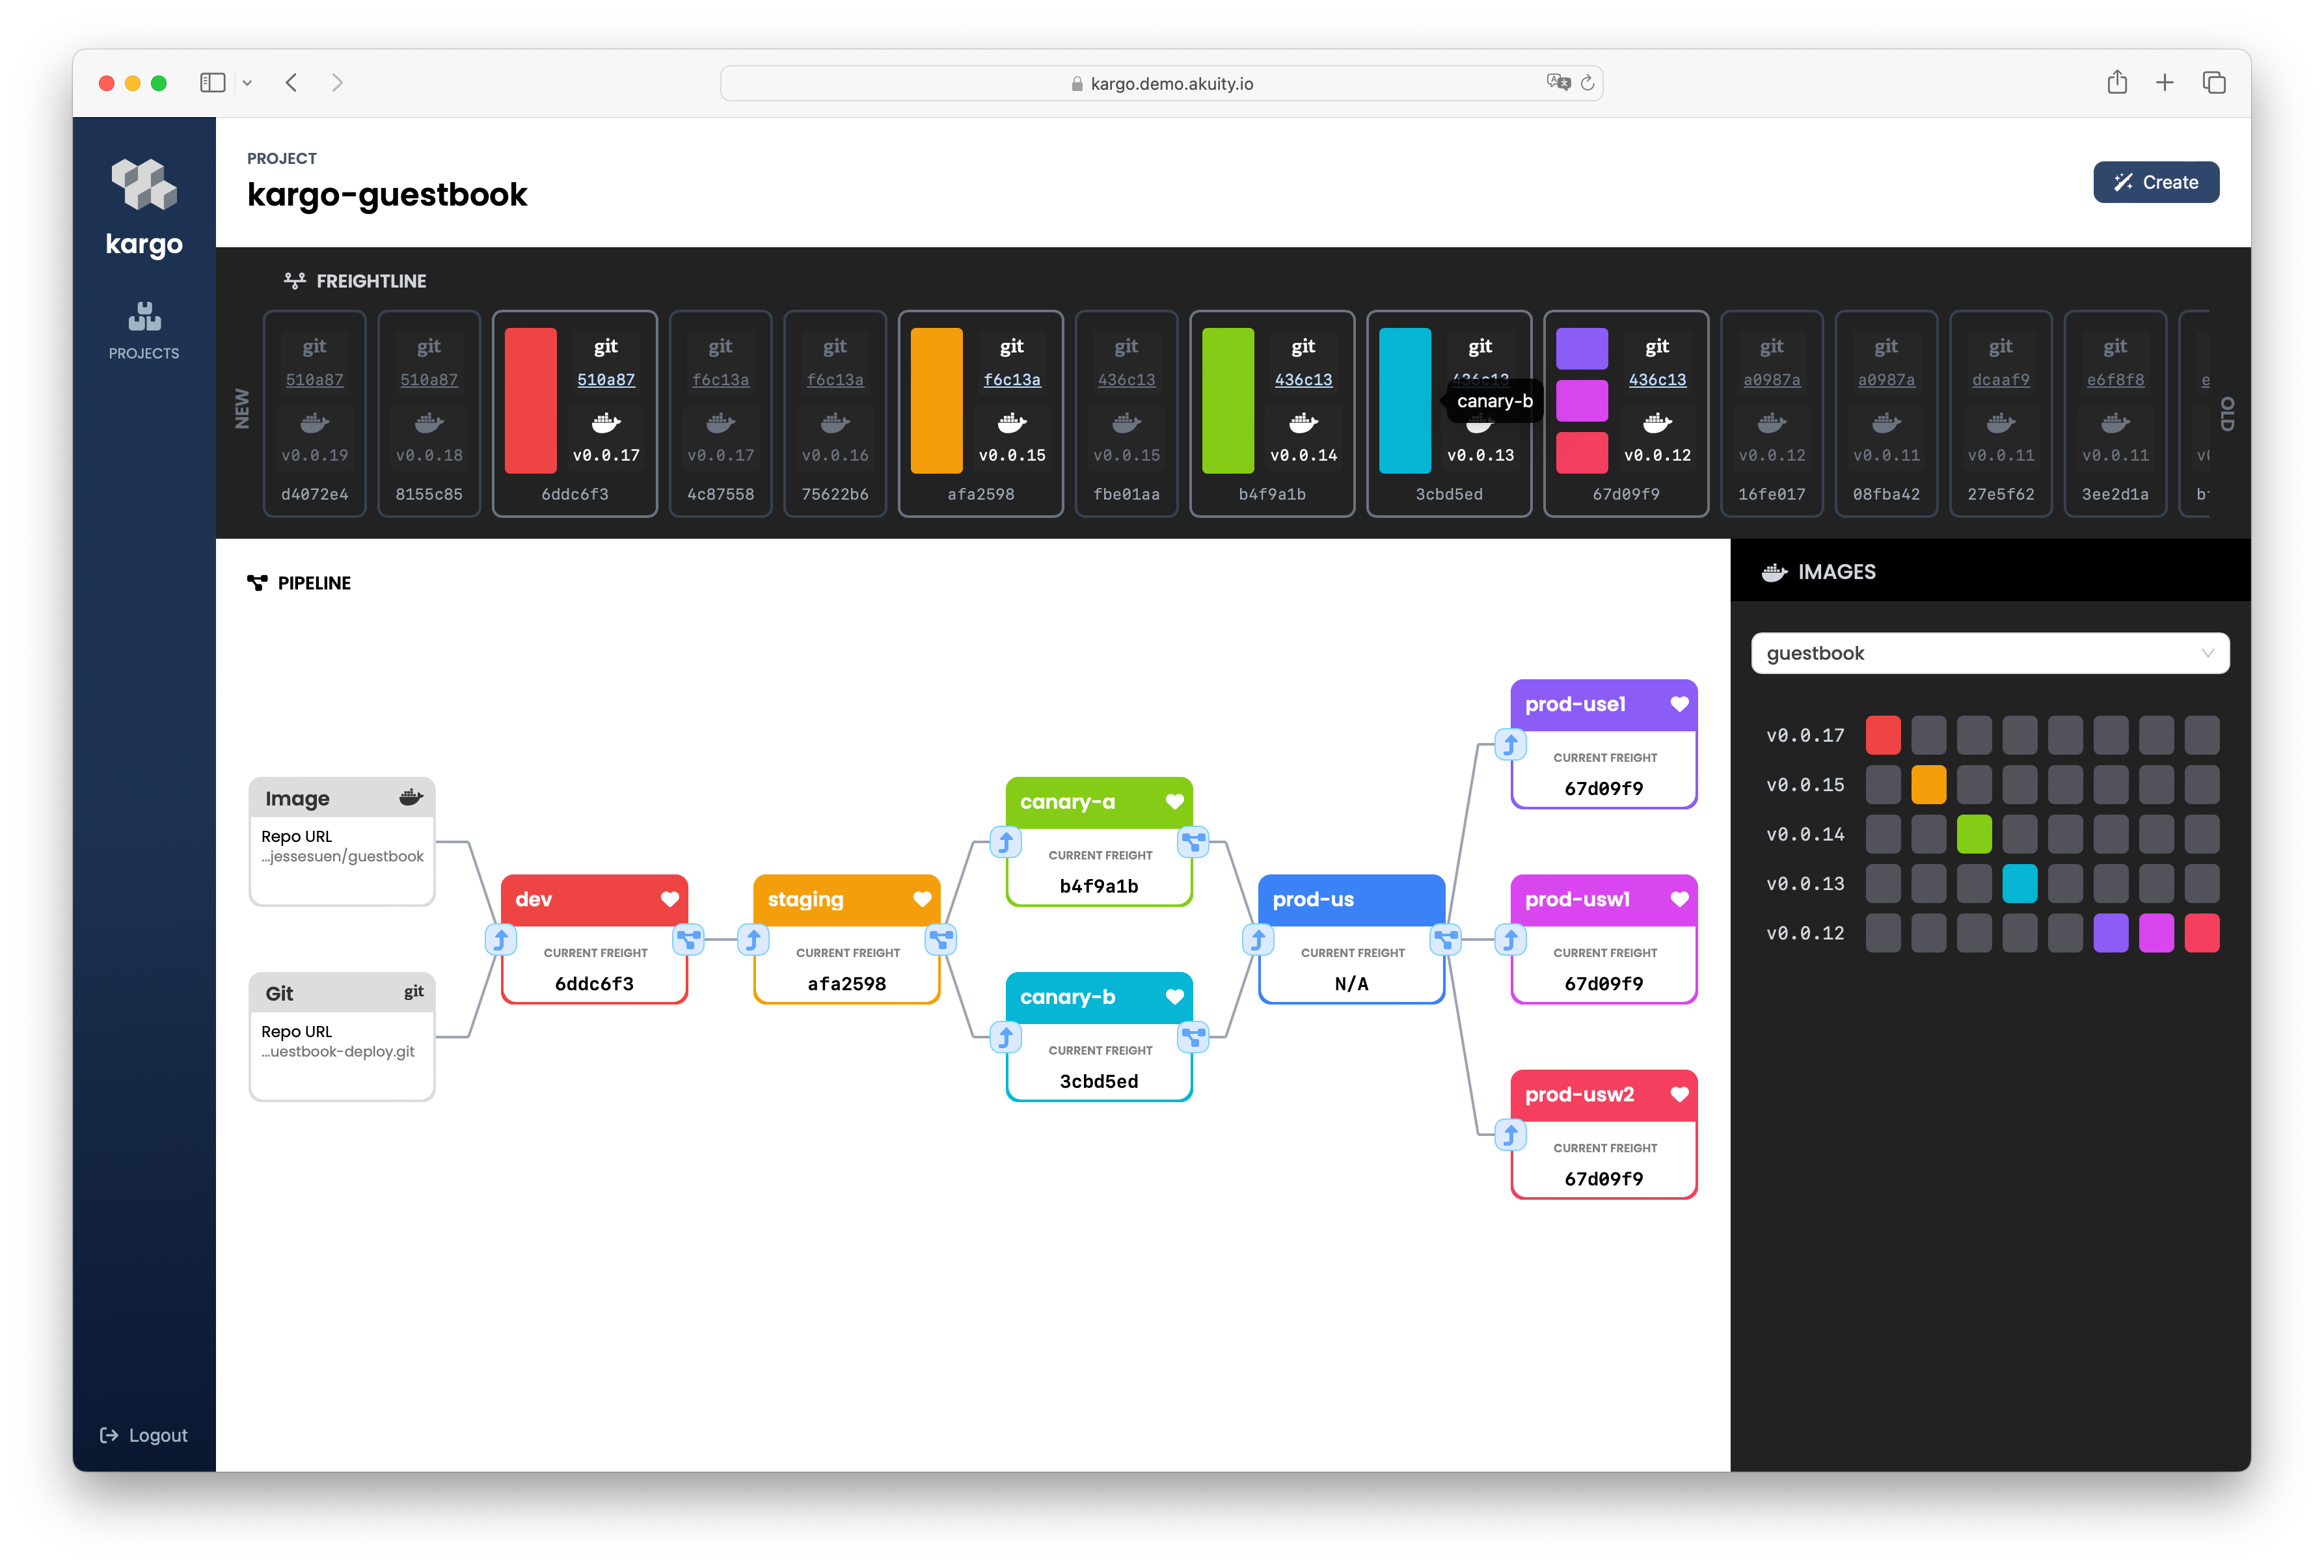 kargo.demo.akuity.io
kargo
PROJECTS
Logout
PROJECT
kargo-guestbook
Create
FREIGHTLINE
NEW
git
510a87
v0.0.19
d4072e4
git
510a87
v0.0.18
8155c85
git
510a87
v0.0.17
6ddc6f3
git
f6c13a
v0.0.17
4c87558
git
f6c13a
v0.0.16
75622b6
git
f6c13a
v0.0.15
afa2598
git
436c13
v0.0.15
fbe01aa
git
436c13
v0.0.14
b4f9a1b
git
436c13
canary-b
v0.0.13
3cbd5ed
git
436c13
v0.0.12
67d09f9
git
a0987a
v0.0.12
16fe017
git
a0987a
v0.0.11
08fba42
git
dcaaf9
v0.0.11
27e5f62
git
e6f8f8
v0.0.11
3ee2d1a
OLD
PIPELINE
Image
Repo URL
...jessesuen/guestbook
Git
git
Repo URL
...uestbook-deploy.git
dev
CURRENT FREIGHT
6ddc6f3
staging
CURRENT FREIGHT
afa2598
canary-a
CURRENT FREIGHT
b4f9a1b
canary-b
CURRENT FREIGHT
3cbd5ed
prod-us
CURRENT FREIGHT
N/A
prod-use1
CURRENT FREIGHT
67d09f9
prod-usw1
CURRENT FREIGHT
67d09f9
prod-usw2
CURRENT FREIGHT
67d09f9
IMAGES
guestbook
v0.0.17
v0.0.15
v0.0.14
v0.0.13
v0.0.12